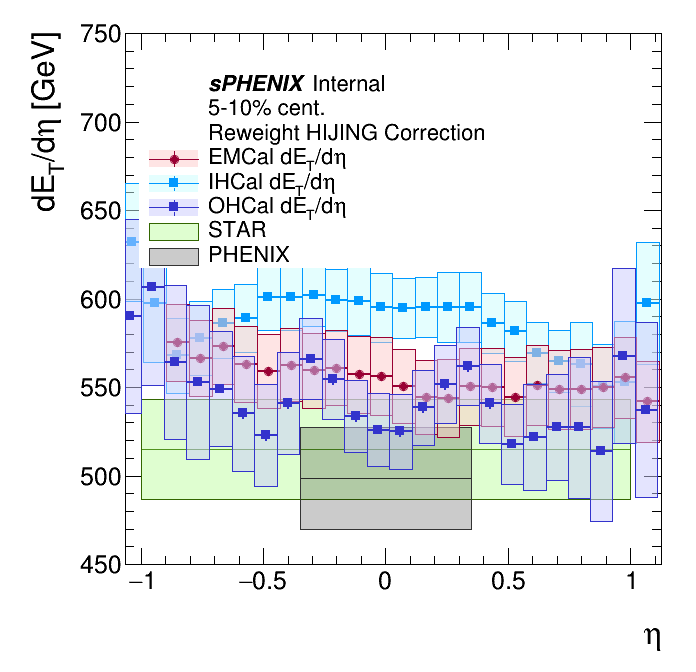 dE_T/dη [GeV]
750
700
650
600
550
500
450
sPHENIX Internal
5-10% cent.
Reweight HIJING Correction
EMCal dE_T/dη
IHCal dE_T/dη
OHCal dE_T/dη
STAR
PHENIX
−1
−0.5
0
0.5
1
η